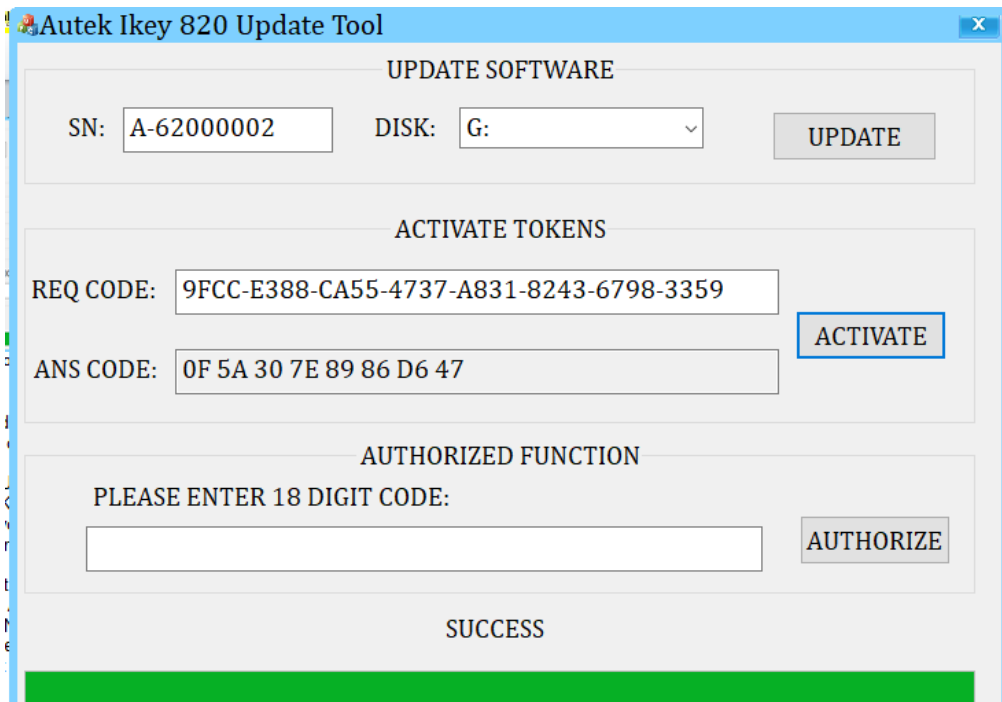 Autek Ikey 820 Update Tool
UPDATE SOFTWARE
SN: A-62000002 DISK: G: UPDATE
ACTIVATE TOKENS
REQ CODE: 9FCC-E388-CA55-4737-A831-8243-6798-3359
ACTIVATE
ANS CODE: 0F 5A 30 7E 89 86 D6 47
AUTHORIZED FUNCTION
PLEASE ENTER 18 DIGIT CODE:
AUTHORIZE
SUCCESS